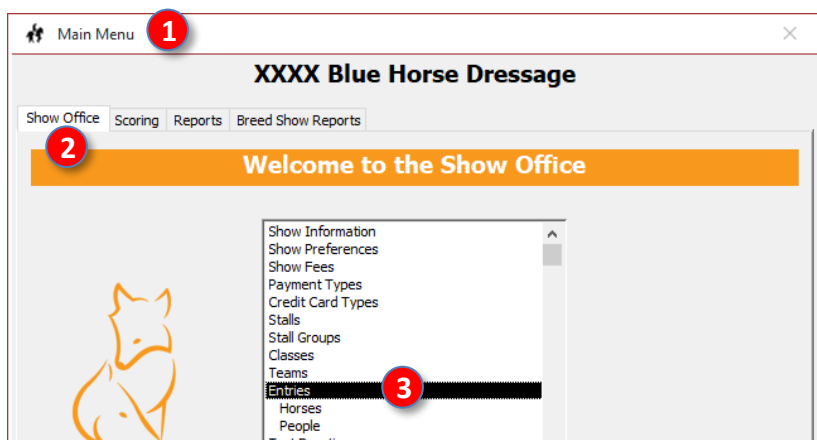 Main Menu 1
XXXX Blue Horse Dressage
Show Office Scoring Reports Breed Show Reports
2
Welcome to the Show Office
Show Information
Show Preferences
Show Fees
Payment Types
Credit Card Types
Stalls
Stall Groups
Classes
Teams
Entries 3
Horses
People